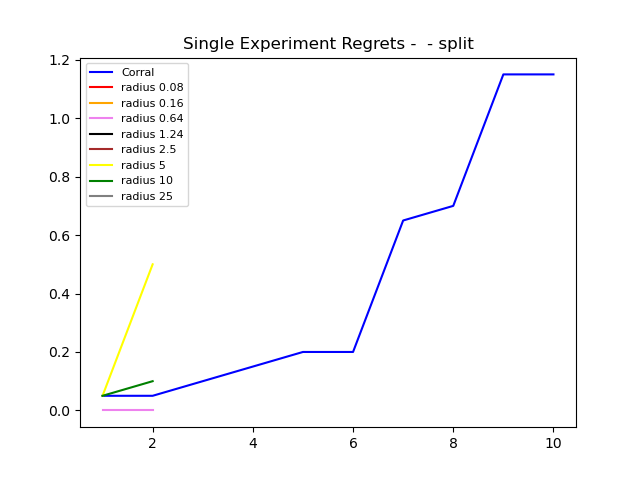 Single Experiment Regrets -  - split
Corral
radius 0.08
radius 0.16
radius 0.64
radius 1.24
radius 2.5
radius 5
radius 10
radius 25
1.2
1.0
0.8
0.6
0.4
0.2
0.0
2
4
6
8
10